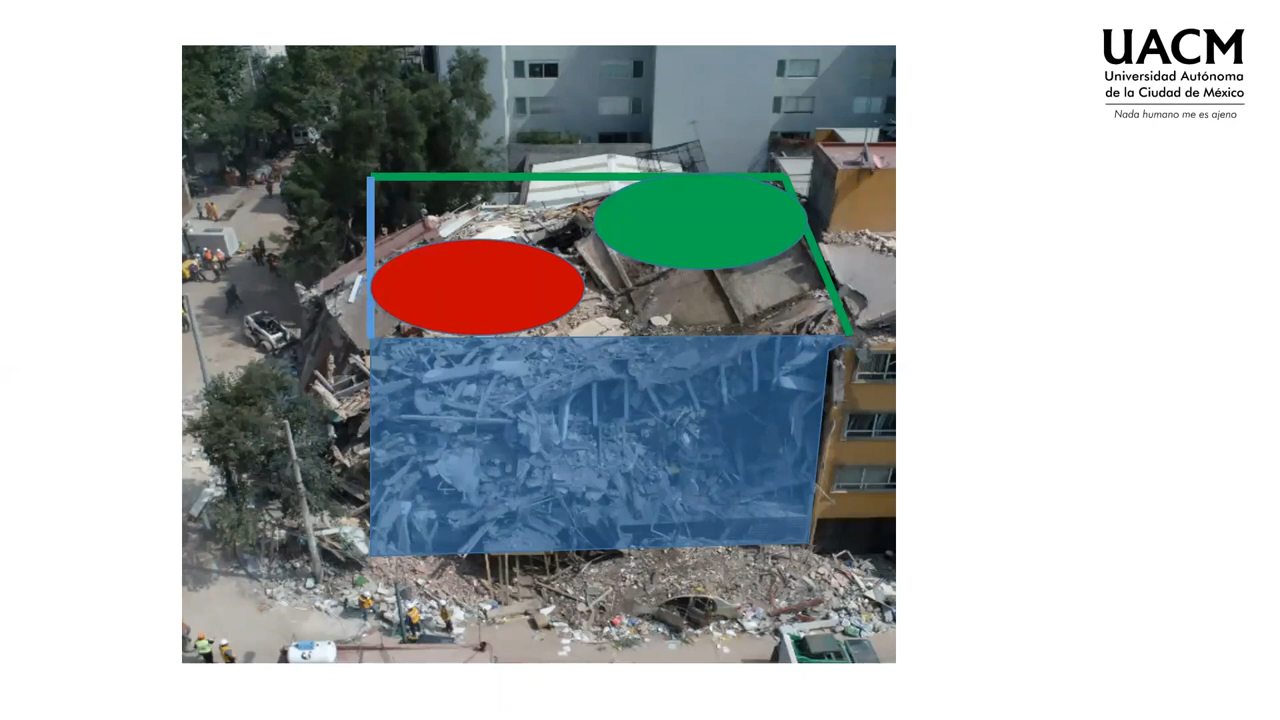 UACM
Universidad Autónoma
de la Ciudad de México
Nada humano me es ajeno